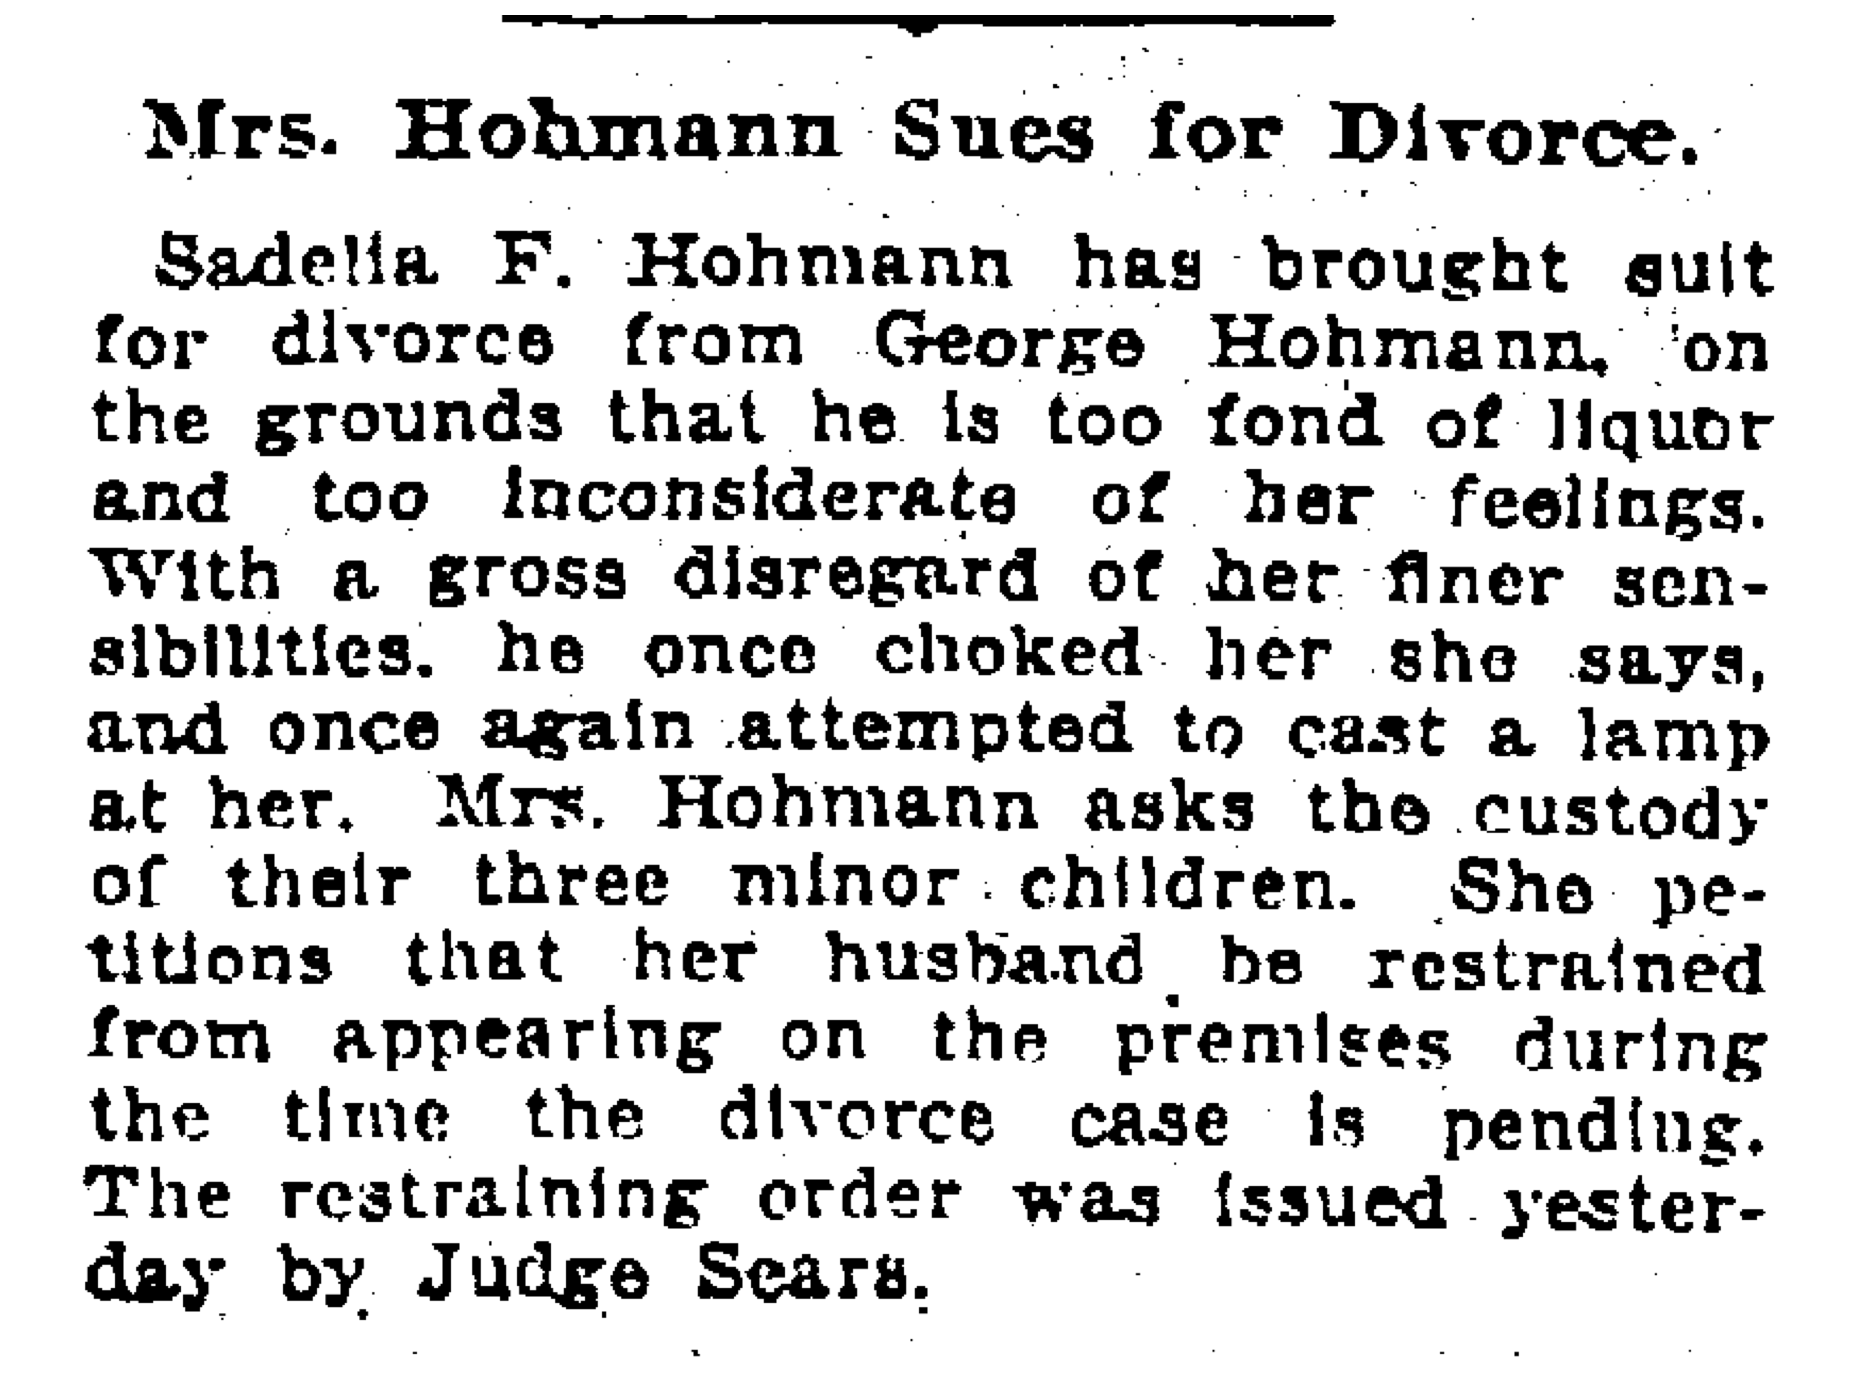 Mrs. Hohmann Sues for Divorce.
Sadelia F. Hohmann has brought suit
for divorce from George Hohmann, on
the grounds that he is too fond of liquor
and too inconsiderate of her feelings.
With a gross disregard of her finer sen-
sibilities, he once choked her she says,
and once again attempted to cast a lamp
at her. Mrs. Hohmann asks the custody
of their three minor children. She pe-
titions that her husband be restrained
from appearing on the premises during
the time the divorce case is pending.
The restraining order was issued yester-
day by Judge Sears.